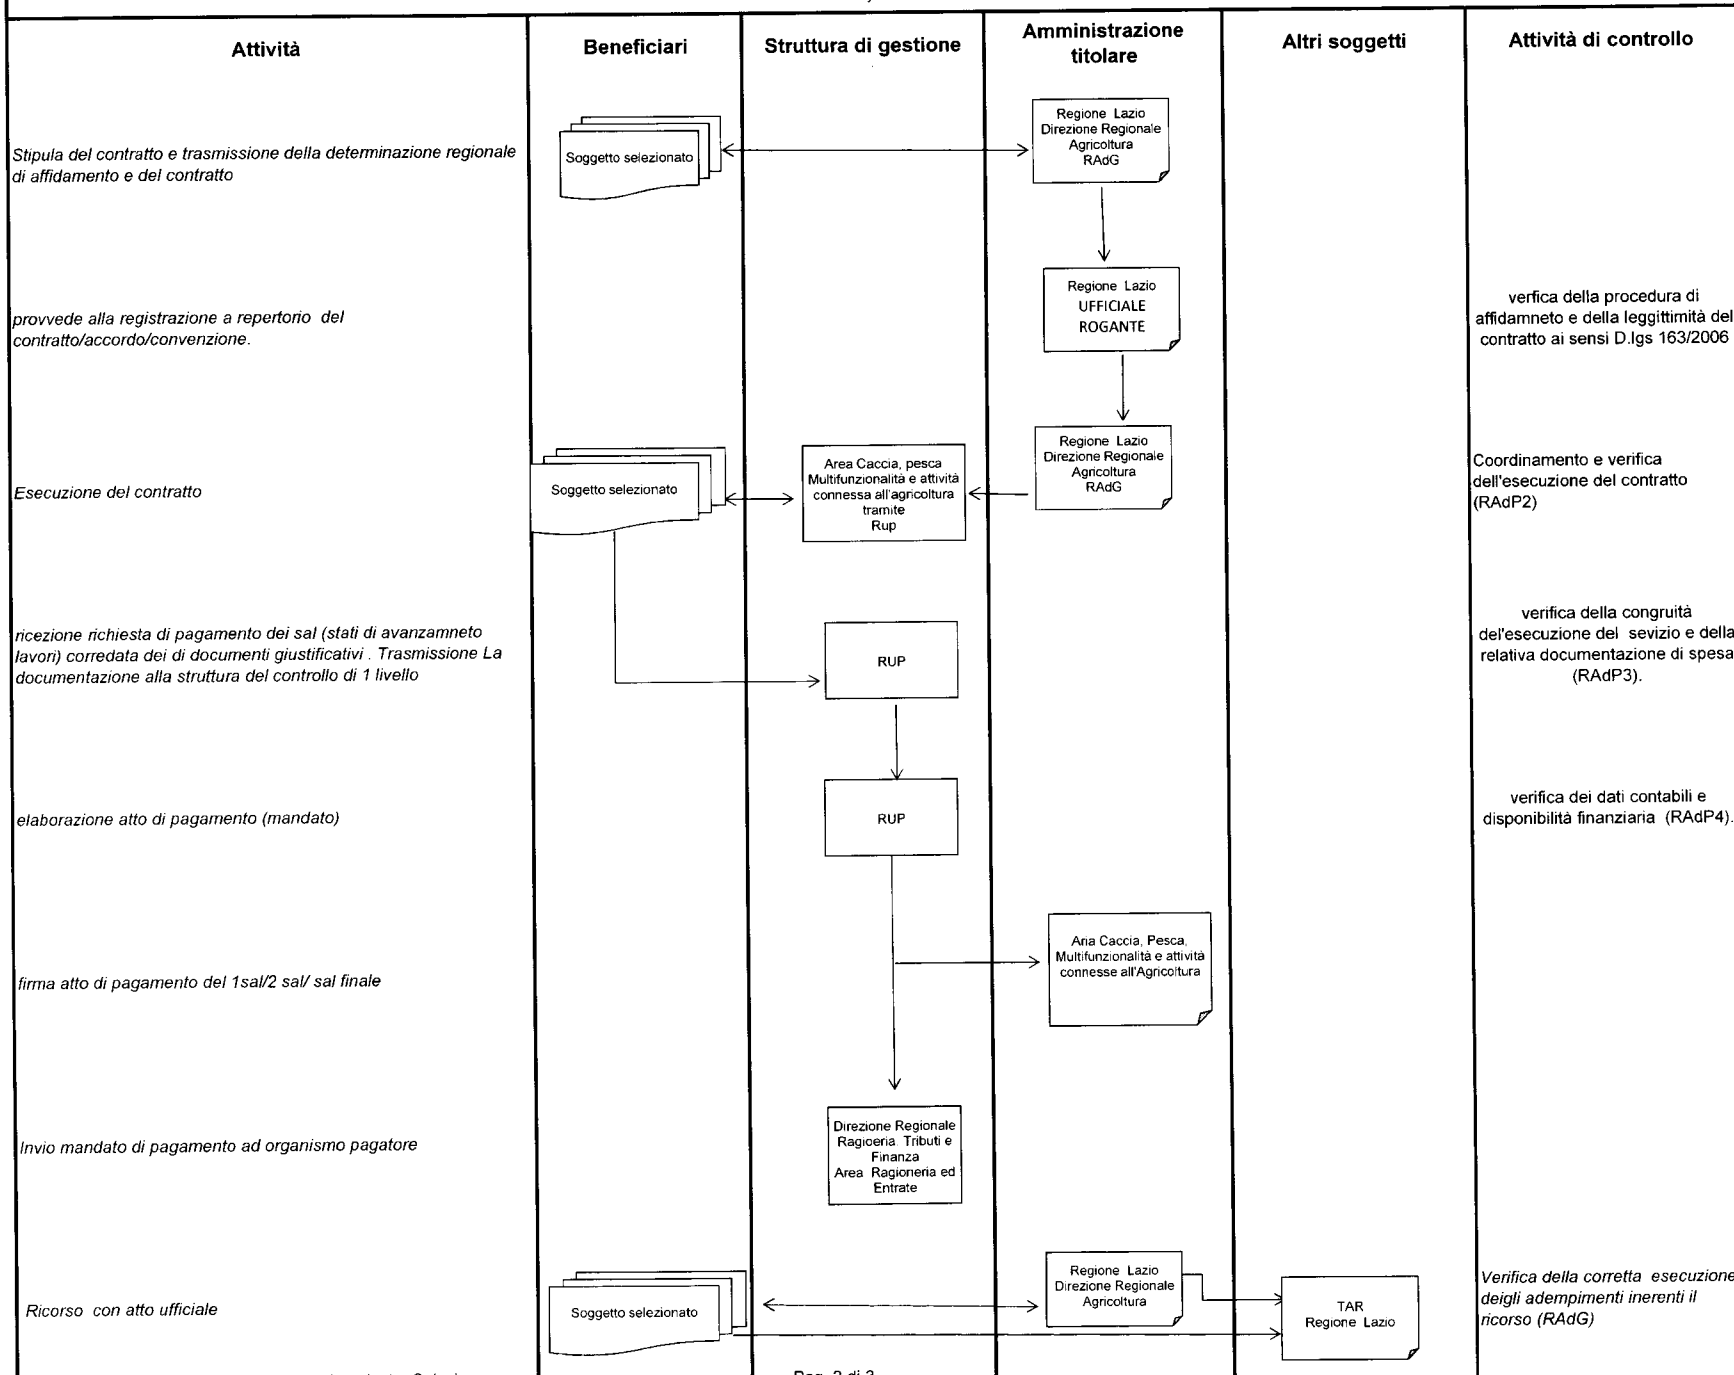 Attività
Beneficiari
Struttura di gestione
Amministrazione
titolare
Altri soggetti
Attività di controllo
Stipula del contratto e trasmissione della determinazione regionale
di affidamento e del contratto
Soggetto selezionato
Regione Lazio
Direzione Regionale
Agricoltura
RAdG
provvede alla registrazione a repertorio del
contratto/accordo/convenzione.
Regione Lazio
UFFICIALE
ROGANTE
verfica della procedura di
affidamneto e della leggittimità del
contratto ai sensi D.lgs 163/2006
Esecuzione del contratto
Soggetto selezionato
Area Caccia, pesca
Multifunzionalità e attività
connessa all'agricoltura
tramite
Rup
Regione Lazio
Direzione Regionale
Agricoltura
RAdG
Coordinamento e verifica
dell'esecuzione del contratto
(RAdP2)
ricezione richiesta di pagamento dei sal (stati di avanzamneto
lavori) corredata dei di documenti giustificativi . Trasmissione La
documentazione alla struttura del controllo di 1 livello
RUP
verifica della congruità
del'esecuzione del sevizio e della
relativa documentazione di spesa
(RAdP3).
elaborazione atto di pagamento (mandato)
RUP
verifica dei dati contabili e
disponibilità finanziaria (RAdP4).
firma atto di pagamento del 1sal/2 sal/ sal finale
Aria Caccia, Pesca,
Multifunzionalità e attività
connesse all'Agricoltura
Invio mandato di pagamento ad organismo pagatore
Direzione Regionale
Ragioeria Tributi e
Finanza
Area Ragioneria ed
Entrate
Ricorso con atto ufficiale
Soggetto selezionato
Regione Lazio
Direzione Regionale
Agricoltura
TAR
Regione Lazio
Verifica della corretta esecuzione
deigli adempimenti inerenti il
ricorso (RAdG)